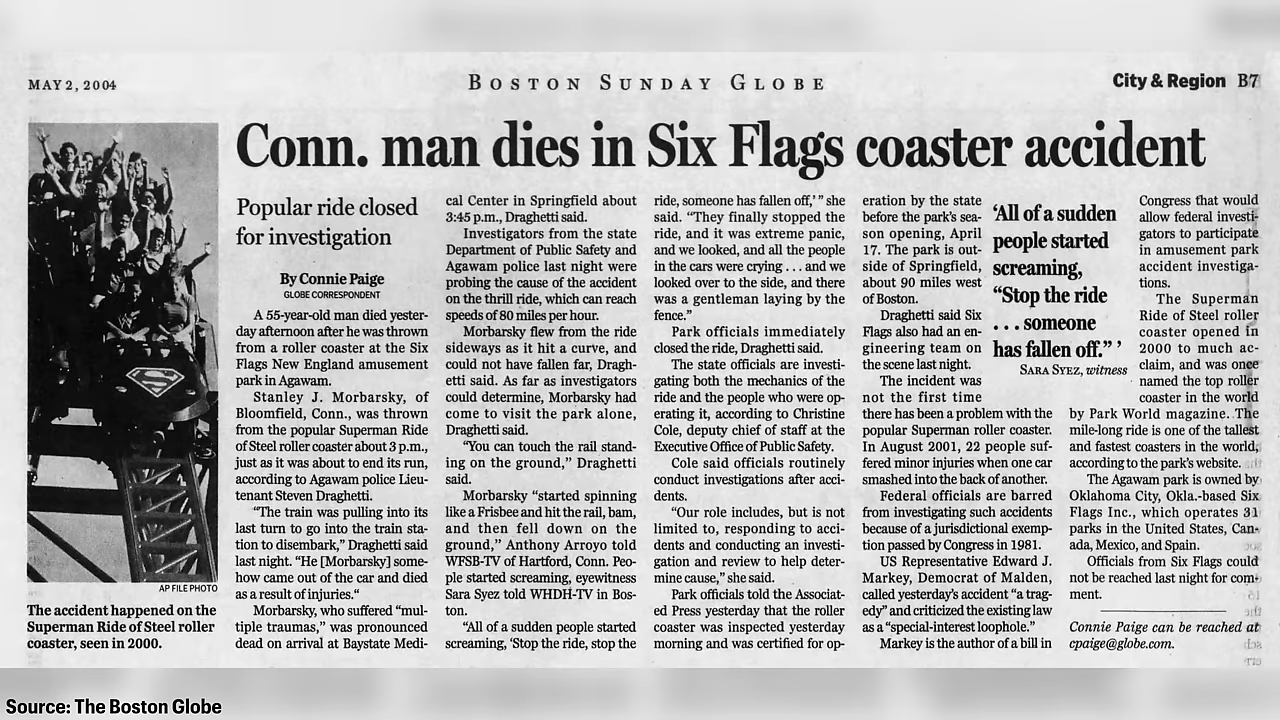 MAY 2, 2004
BOSTON SUNDAY GLOBE
City & Region B7
Conn. man dies in Six Flags coaster accident
AP FILE PHOTO
The accident happened on the
Superman Ride of Steel roller
coaster, seen in 2000.
Popular ride closed
for investigation
By Connie Paige
GLOBE CORRESPONDENT
A 55-year-old man died yester-
day afternoon after he was thrown
from a roller coaster at the Six
Flags New England amusement
park in Agawam.
Stanley J. Morbarsky, of
Bloomfield, Conn., was thrown
from the popular Superman Ride
of Steel roller coaster about 3 p.m.,
just as it was about to end its run,
according to Agawam police Lieu-
tenant Steven Draghetti.
“The train was pulling into its
last turn to go into the train sta-
tion to disembark,” Draghetti said
last night. “He [Morbarsky] some-
how came out of the car and died
as a result of injuries.“
Morbarsky, who suffered “mul-
tiple traumas,” was pronounced
dead on arrival at Baystate Medi-
cal Center in Springfield about
3:45 p.m., Draghetti said.
Investigators from the state
Department of Public Safety and
Agawam police last night were
probing the cause of the accident
on the thrill ride, which can reach
speeds of 80 miles per hour.
Morbarsky flew from the ride
sideways as it hit a curve, and
could not have fallen far, Dragh-
etti said. As far as investigators
could determine, Morbarsky had
come to visit the park alone,
Draghetti said.
“You can touch the rail stand-
ing on the ground,” Draghetti
said.
Morbarsky “started spinning
like a Frisbee and hit the rail, bam,
and then fell down on the
ground,” Anthony Arroyo told
WFSB-TV of Hartford, Conn. Peo-
ple started screaming, eyewitness
Sara Syez told WHDH-TV in Bos-
ton.
“All of a sudden people started
screaming, ‘Stop the ride, stop the
ride, someone has fallen off,’ ” she
said. “They finally stopped the
ride, and it was extreme panic,
and we looked, and all the people
in the cars were crying . . . and we
looked over to the side, and there
was a gentleman laying by the
fence.”
Park officials immediately
closed the ride, Draghetti said.
The state officials are investi-
gating both the mechanics of the
ride and the people who were op-
erating it, according to Christine
Cole, deputy chief of staff at the
Executive Office of Public Safety.
Cole said officials routinely
conduct investigations after acci-
dents.
“Our role includes, but is not
limited to, responding to acci-
dents and conducting an investi-
gation and review to help deter-
mine cause,” she said.
Park officials told the Associat-
ed Press yesterday that the roller
coaster was inspected yesterday
morning and was certified for op-
eration by the state
before the park’s sea-
son opening, April
17. The park is out-
side of Springfield,
about 90 miles west
of Boston.
Draghetti said Six
Flags also had an en-
gineering team on
the scene last night.
The incident was
not the first time
there has been a problem with the
popular Superman roller coaster.
In August 2001, 22 people suf-
fered minor injuries when one car
smashed into the back of another.
Federal officials are barred
from investigating such accidents
because of a jurisdictional exemp-
tion passed by Congress in 1981.
US Representative Edward J.
Markey, Democrat of Malden,
called yesterday’s accident “a trag-
edy” and criticized the existing law
as a “special-interest loophole.”
Markey is the author of a bill in
‘All of a sudden
people started
screaming,
“Stop the ride
. . . someone
has fallen off.” ’
SARA SYEZ, witness
Congress that would
allow federal investi-
gators to participate
in amusement park
accident investiga-
tions.
The Superman
Ride of Steel roller
coaster opened in
2000 to much ac-
claim, and was once
named the top roller
coaster in the world
by Park World magazine. The
mile-long ride is one of the tallest
and fastest coasters in the world,
according to the park’s website.
The Agawam park is owned by
Oklahoma City, Okla.-based Six
Flags Inc., which operates 31
parks in the United States, Can-
ada, Mexico, and Spain.
Officials from Six Flags could
not be reached last night for com-
ment.
Connie Paige can be reached at
cpaige@globe.com.
Source: The Boston Globe